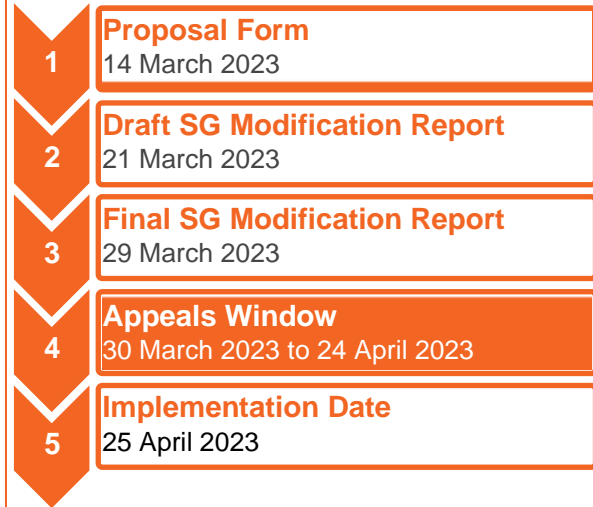 1
Proposal Form
14 March 2023
2
Draft SG Modification Report
21 March 2023
3
Final SG Modification Report
29 March 2023
4
Appeals Window
30 March 2023 to 24 April 2023
5
Implementation Date
25 April 2023